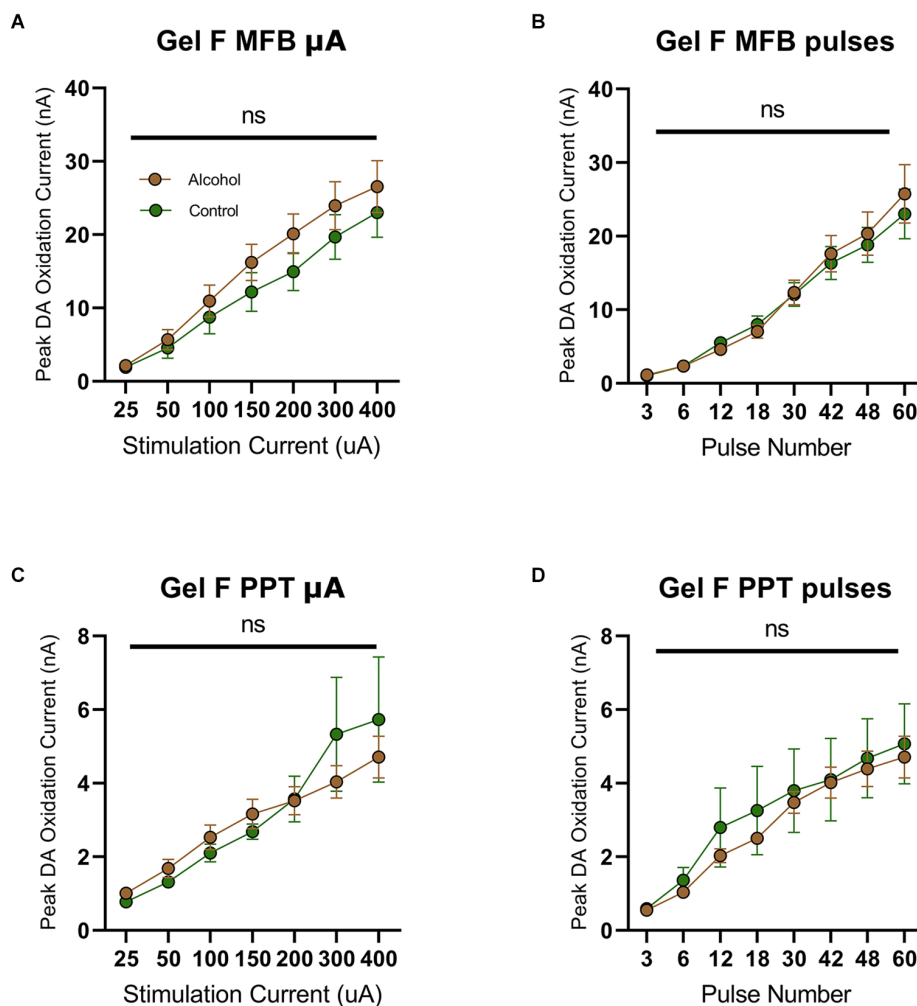 A
Gel F MFB µA
Peak DA Oxidation Current (nA)
40
30
20
10
0
ns
Alcohol
Control
25 50 100 150 200 300 400
Stimulation Current (uA)
B
Gel F MFB pulses
Peak DA Oxidation Current (nA)
40
30
20
10
0
ns
3 6 12 18 30 42 48 60
Pulse Number
C
Gel F PPT µA
Peak DA Oxidation Current (nA)
8
6
4
2
0
ns
25 50 100 150 200 300 400
Stimulation Current (uA)
D
Gel F PPT pulses
Peak DA Oxidation Current (nA)
8
6
4
2
0
ns
3 6 12 18 30 42 48 60
Pulse Number